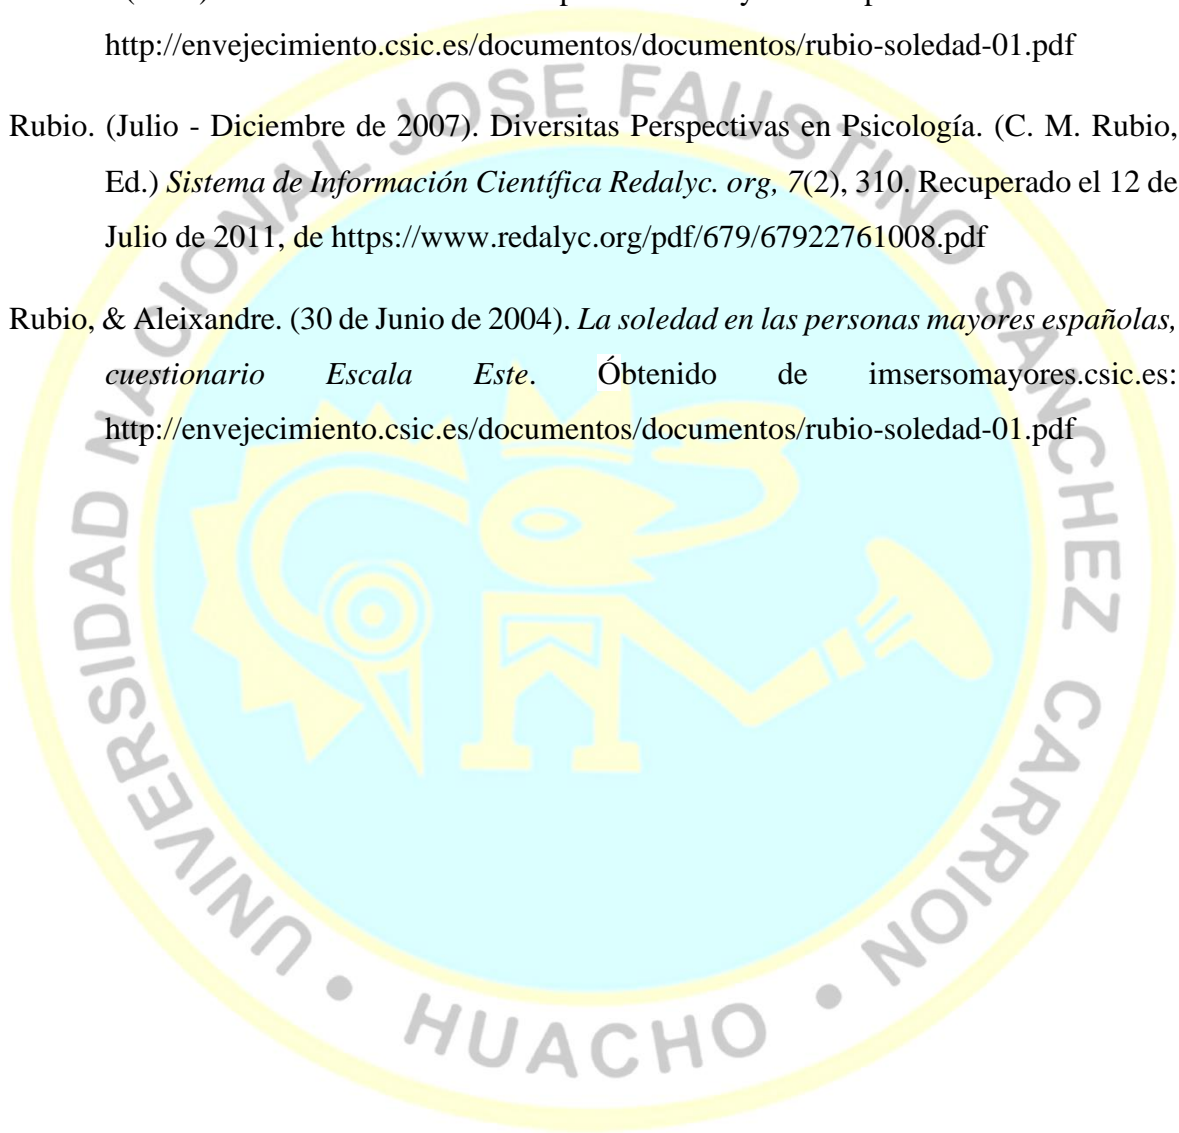 http://envejecimiento.csic.es/documentos/documentos/rubio-soledad-01.pdf
Rubio. (Julio - Diciembre de 2007). Diversitas Perspectivas en Psicología. (C. M. Rubio,
Ed.) Sistema de Información Científica Redalyc. org, 7(2), 310. Recuperado el 12 de
Julio de 2011, de https://www.redalyc.org/pdf/679/67922761008.pdf
Rubio, & Aleixandre. (30 de Junio de 2004). La soledad en las personas mayores españolas,
cuestionario Escala Este. Óbtenido de imsersomayores.csic.es:
http://envejecimiento.csic.es/documentos/documentos/rubio-soledad-01.pdf
UNIVERSIDAD NACIONAL JOSE FAUSTINO SANCHEZ CARRION
• HUACHO •